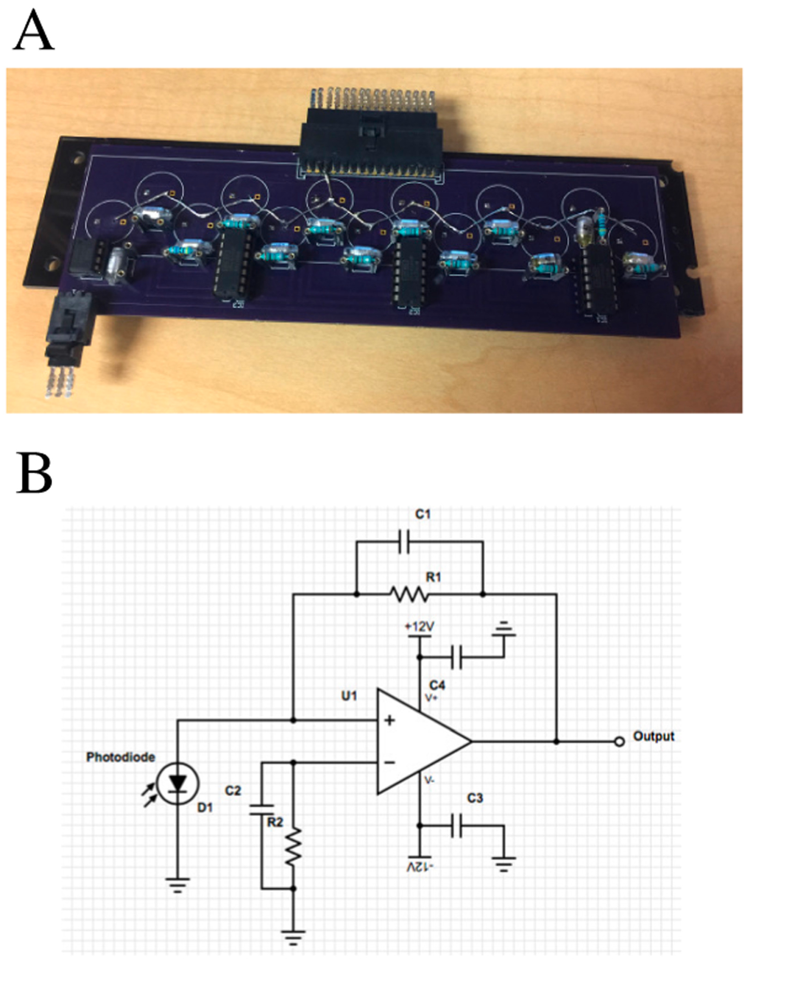 A
B
C1
R1
+12V
C4
V+
U1
+
Output
Photodiode
−
V-
C2
C3
D1
R2
-12V